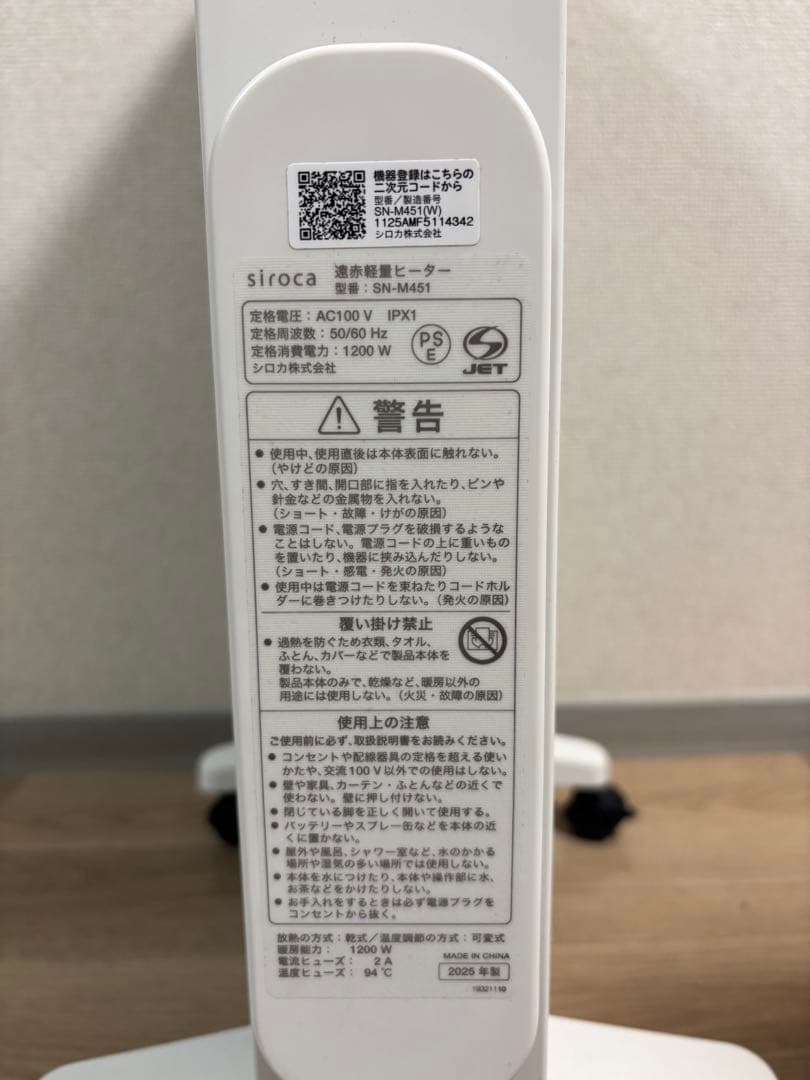 機器登録はこちらの
二次元コードから
型番／製造番号
SN-M451(W)
1125AMF5114342
シロカ株式会社
siroca 遠赤軽量ヒーター
型番：SN-M451
定格電圧：AC100 V IPX1
定格周波数：50/60 Hz
定格消費電力：1200 W
シロカ株式会社
PS
E
JET
警告
● 使用中、使用直後は本体表面に触れない。
（やけどの原因）
● 穴、すき間、開口部に指を入れたり、ピンや
針金などの金属物を入れない。
（ショート・故障・けがの原因）
● 電源コード、電源プラグを破損するような
ことはしない。電源コードの上に重いもの
を置いたり、機器に挟み込んだりしない。
（ショート・感電・発火の原因）
● 使用中は電源コードを束ねたりコードホル
ダーに巻きつけたりしない。（発火の原因）
覆い掛け禁止
● 過熱を防ぐため衣類、タオル、
ふとん、カバーなどで製品本体を
覆わない。
製品本体のみで、乾燥など、暖房以外の
用途には使用しない。（火災・故障の原因）
使用上の注意
ご使用前に必ず、取扱説明書をお読みください。
● コンセントや配線器具の定格を超える使い
かたや、交流100 V以外での使用はしない。
● 壁や家具、カーテン・ふとんなどの近くで
使わない。壁に押し付けない。
● 閉じている脚を正しく開いて使用する。
● バッテリーやスプレー缶などを本体の近
くに置かない。
● 屋外や風呂、シャワー室など、水のかかる
場所や湿気の多い場所では使用しない。
● 本体を水につけたり、本体や操作部に水、
お茶などをかけたりしない。
● お手入れをするときは必ず電源プラグを
コンセントから抜く。
放熱の方式：乾式／温度調節の方式：可変式
暖房能力： 1200 W
電流ヒューズ： 2 A
温度ヒューズ： 94 ℃
MADE IN CHINA
2025 年製
19321110